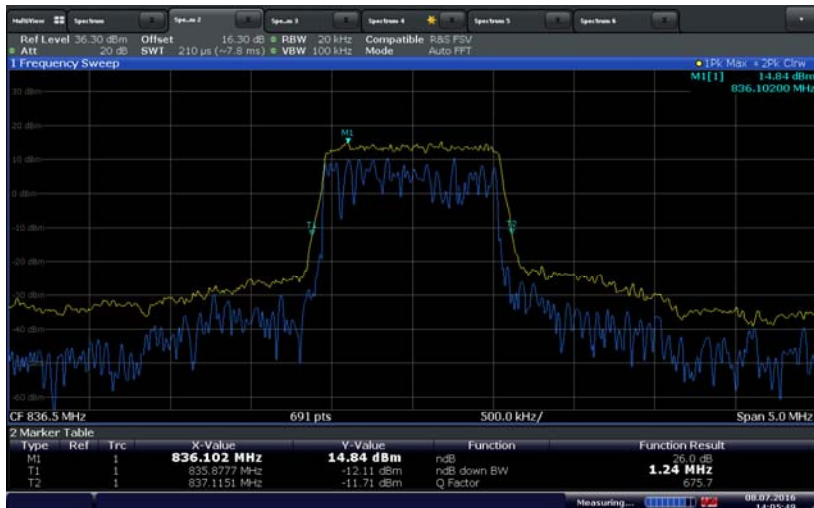 MultiView Spectrum Spe...m 2 Spe...m 3 Spectrum 4 Spectrum 5 Spectrum 6
Ref Level 36.30 dBm Offset 16.30 dB RBW 20 kHz Compatible R&S FSV
Att 20 dB SWT 210 µs (~7.8 ms) VBW 100 kHz Mode Auto FFT
1 Frequency Sweep 1Pk Max 2Pk Clrw
M1[1] 14.84 dBm
836.10200 MHz
30 dBm
20 dBm
M1
10 dBm
0 dBm
T1 T2
-10 dBm
-20 dBm
-30 dBm
-40 dBm
-60 dBm
CF 836.5 MHz 691 pts 500.0 kHz/ Span 5.0 MHz
2 Marker Table
Type Ref Trc X-Value Y-Value Function Function Result
M1 1 836.102 MHz 14.84 dBm ndB 26.0 dB
T1 1 835.8777 MHz -12.11 dBm ndB down BW 1.24 MHz
T2 1 837.1151 MHz -11.71 dBm Q Factor 675.7
Measuring... 08.07.2016
14:05:49